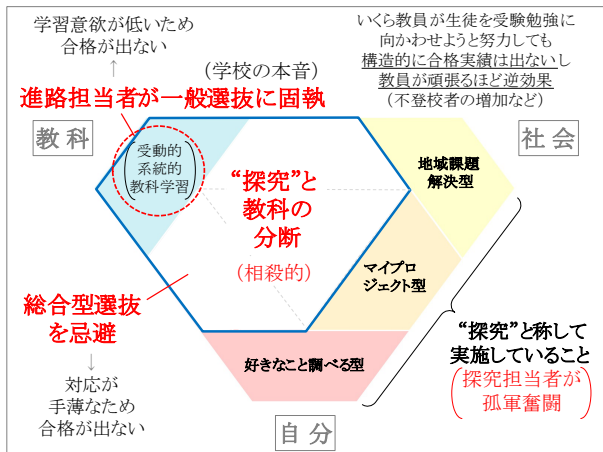 学習意欲が低いため
合格が出ない
(学校の本音)
進路担当者が一般選抜に固執
いくら教員が生徒を受験勉強に
向かわせようと努力しても
構造的に合格実績は出ないし
教員が頑張るほど逆効果
(不登校者の増加など)
教科
社会
受動的
系統的
教科学習
“探究”と
教科の
分断
(相殺的)
地域課題
解決型
マイプロ
ジェクト型
好きなこと調べる型
総合型選抜
を忌避
対応が
手薄なため
合格が出ない
“探究”と称して
実施していること
探究担当者が
孤軍奮闘
自分